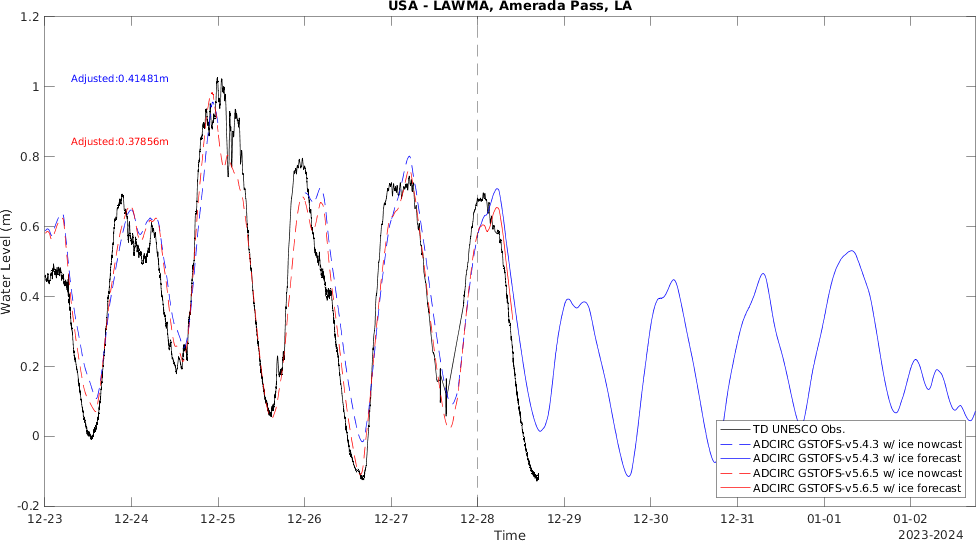 USA - LAWMA, Amerada Pass, LA
1.2
1
0.8
0.6
0.4
0.2
0
-0.2
Water Level (m)
Adjusted:0.41481m
Adjusted:0.37856m
TD UNESCO Obs.
ADCIRC GSTOFS-v5.4.3 w/ ice nowcast
ADCIRC GSTOFS-v5.4.3 w/ ice forecast
ADCIRC GSTOFS-v5.6.5 w/ ice nowcast
ADCIRC GSTOFS-v5.6.5 w/ ice forecast
12-23 12-24 12-25 12-26 12-27 12-28 12-29 12-30 12-31 01-01 01-02
Time
2023-2024